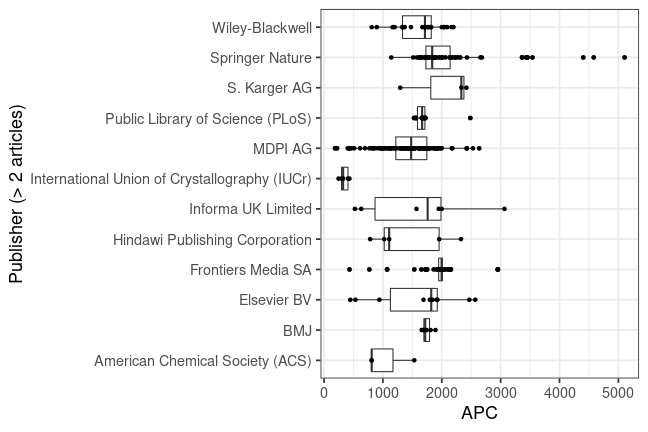 Publisher (> 2 articles)
Wiley-Blackwell
Springer Nature
S. Karger AG
Public Library of Science (PLoS)
MDPI AG
International Union of Crystallography (IUCr)
Informa UK Limited
Hindawi Publishing Corporation
Frontiers Media SA
Elsevier BV
BMJ
American Chemical Society (ACS)
0 1000 2000 3000 4000 5000
APC